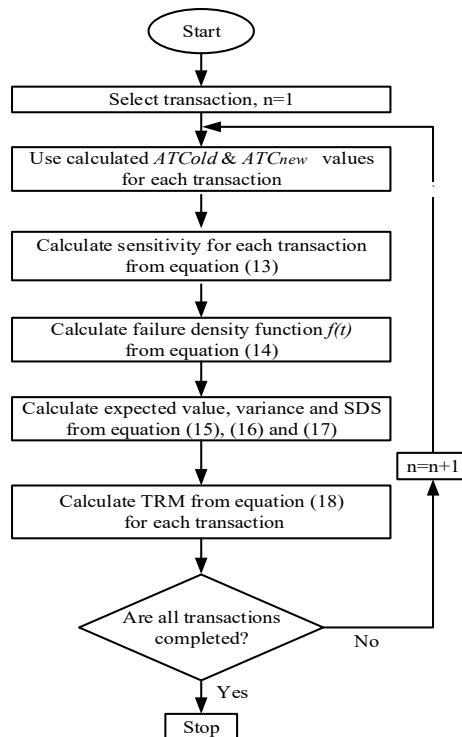 Start
Select transaction, n=1
Use calculated ATCold & ATCnew values
for each transaction
Calculate sensitivity for each transaction
from equation (13)
Calculate failure density function f(t)
from equation (14)
Calculate expected value, variance and SDS
from equation (15), (16) and (17)
n=n+1
Calculate TRM from equation (18)
for each transaction
Are all transactions
completed?
No
Yes
Stop